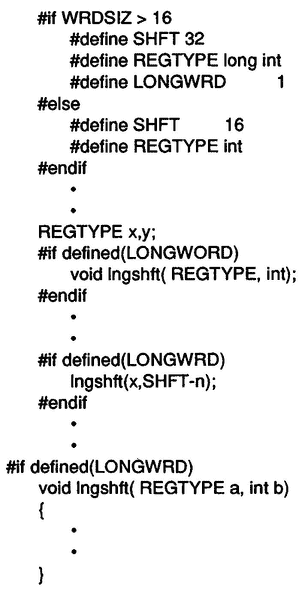 #if WRDSIZ > 16
#define SHFT 32
#define REGTYPE long int
#define LONGWRD 1
#else
#define SHFT 16
#define REGTYPE int
#endif
•
•
REGTYPE x,y;
#if defined(LONGWORD)
void lngshft( REGTYPE, int);
#endif
•
•
#if defined(LONGWRD)
lngshft(x,SHFT-n);
#endif
•
•
#if defined(LONGWRD)
void lngshft( REGTYPE a, int b)
{
•
•
}